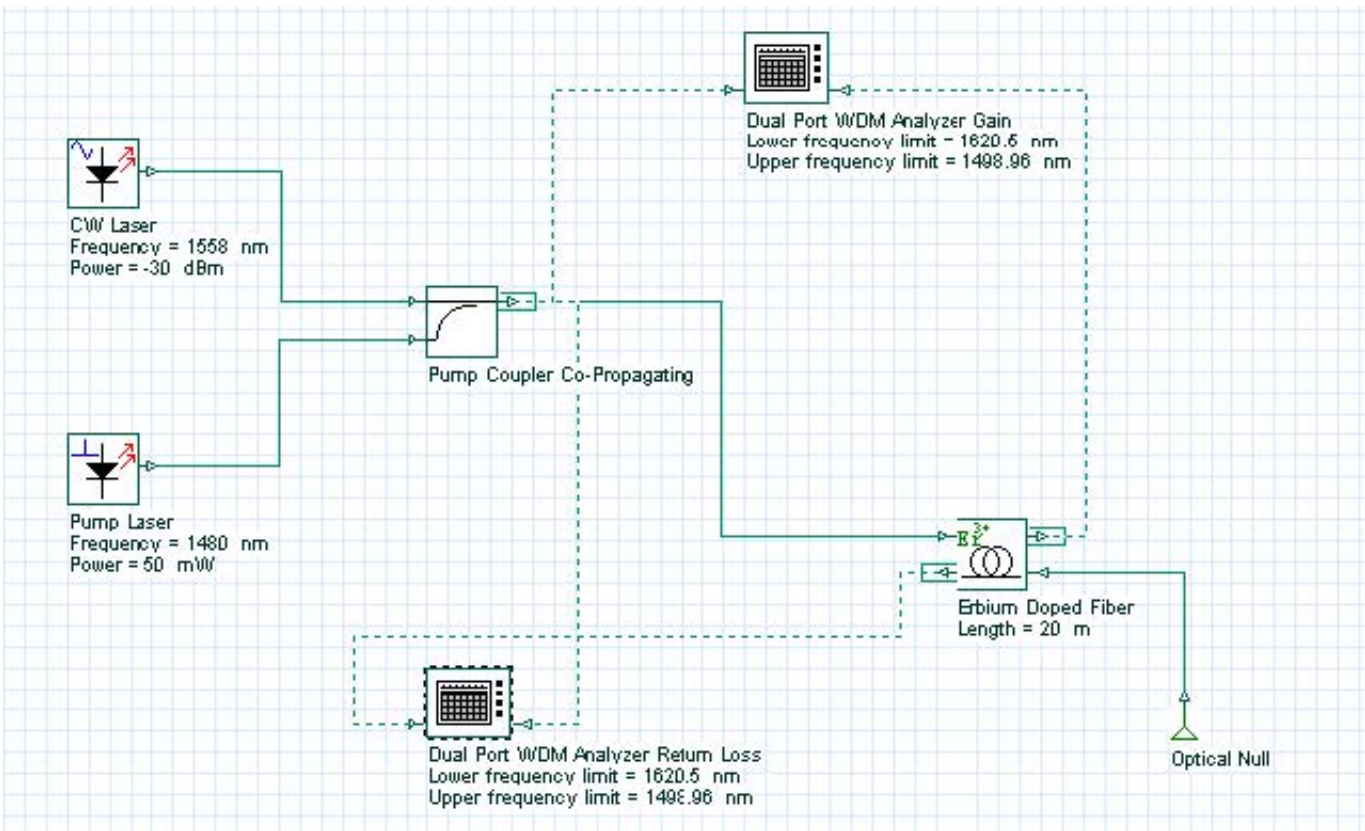 Dual Port WDM Analyzer Gain
Lower frequency limit = 1620.5 nm
Upper frequency limit = 1498.96 nm
CW Laser
Frequency = 1558 nm
Power = -30 dBm
Pump Coupler Co-Propagating
Pump Laser
Frequency = 1480 nm
Power = 50 mW
Er3+
Erbium Doped Fiber
Length = 20 m
Dual Port WDM Analyzer Return Loss
Lower frequency limit = 1620.5 nm
Upper frequency limit = 1498.96 nm
Optical Null